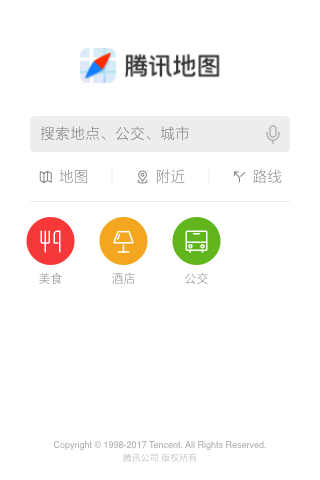 腾讯地图
搜索地点、公交、城市
地图 附近 路线
美食 酒店 公交
Copyright © 1998-2017 Tencent. All Rights Reserved.
腾讯公司 版权所有